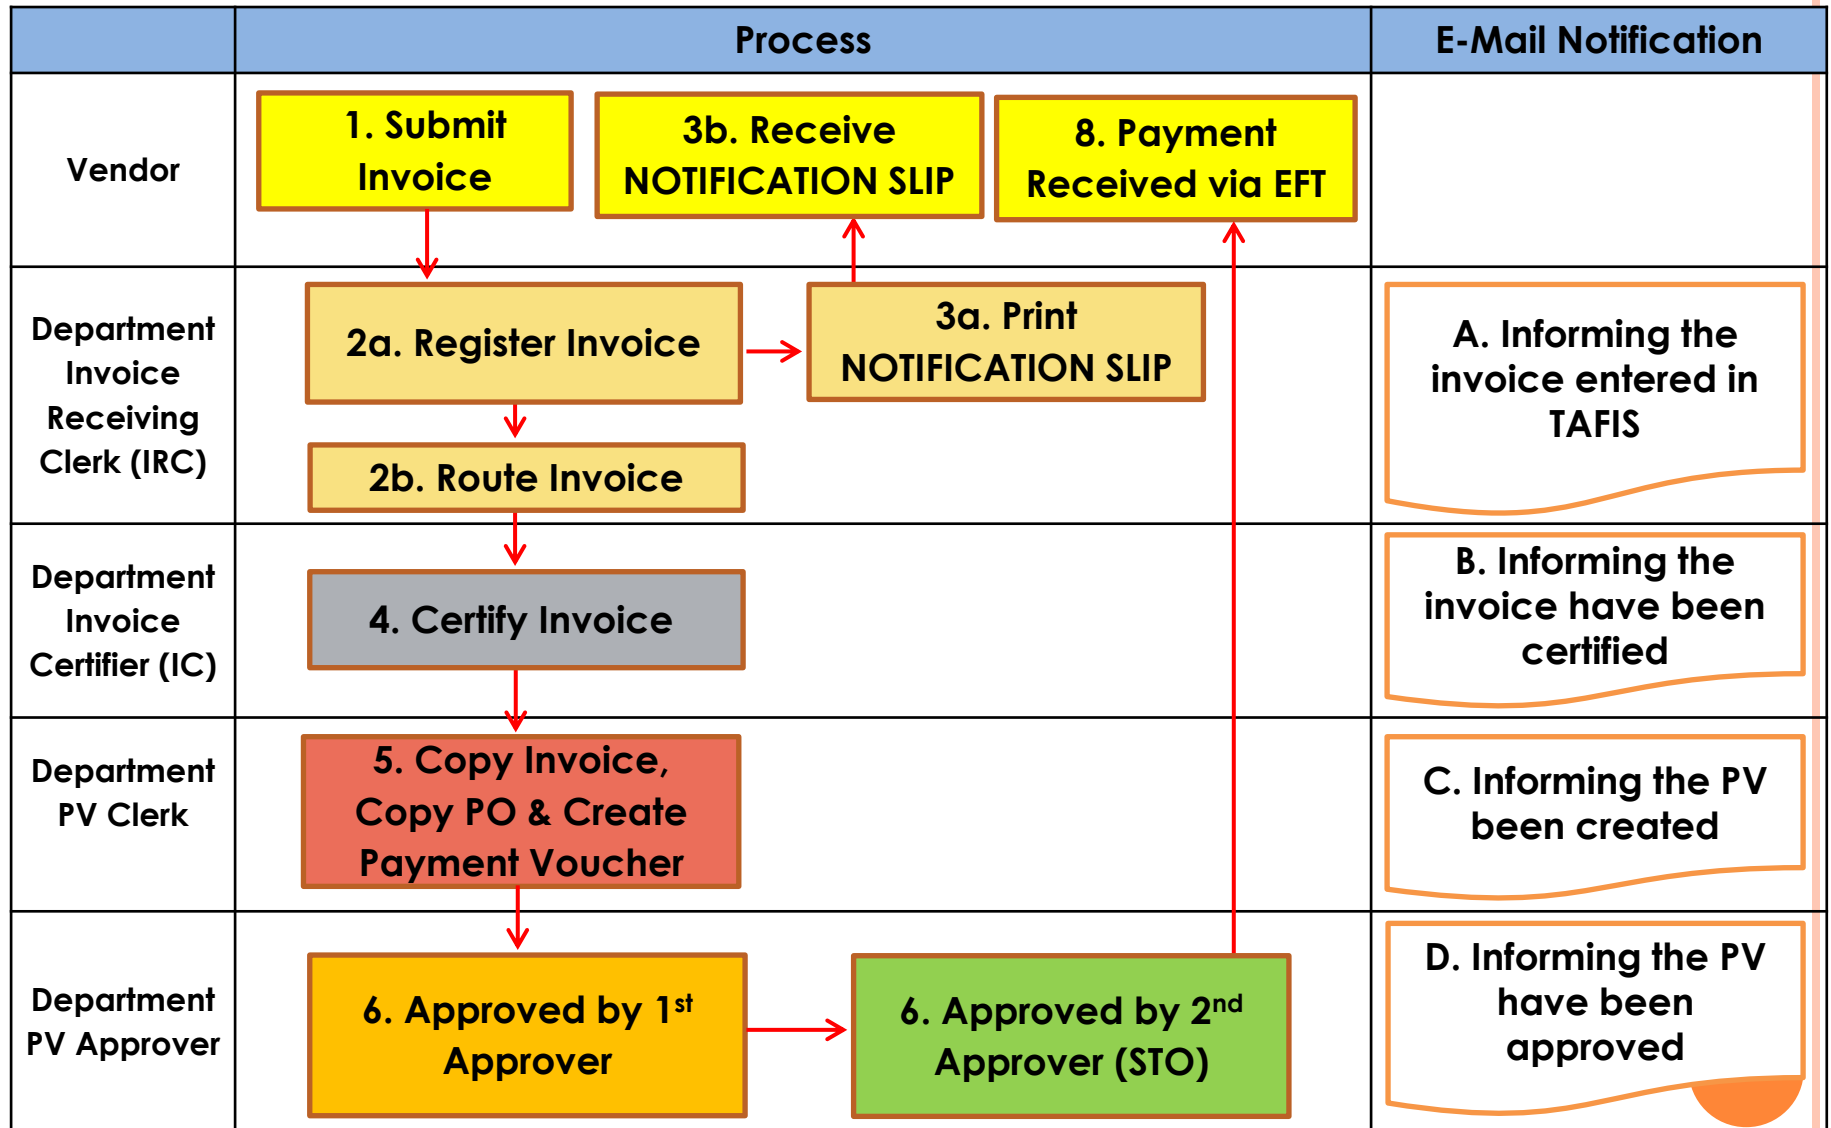 Process
E-Mail Notification
Vendor
1. Submit
Invoice
3b. Receive
NOTIFICATION SLIP
8. Payment
Received via EFT
Department
Invoice
Receiving
Clerk (IRC)
2a. Register Invoice
3a. Print
NOTIFICATION SLIP
2b. Route Invoice
A. Informing the
invoice entered in
TAFIS
Department
Invoice
Certifier (IC)
4. Certify Invoice
B. Informing the
invoice have been
certified
Department
PV Clerk
5. Copy Invoice,
Copy PO & Create
Payment Voucher
C. Informing the PV
been created
Department
PV Approver
6. Approved by 1st
Approver
6. Approved by 2nd
Approver (STO)
D. Informing the PV
have been
approved